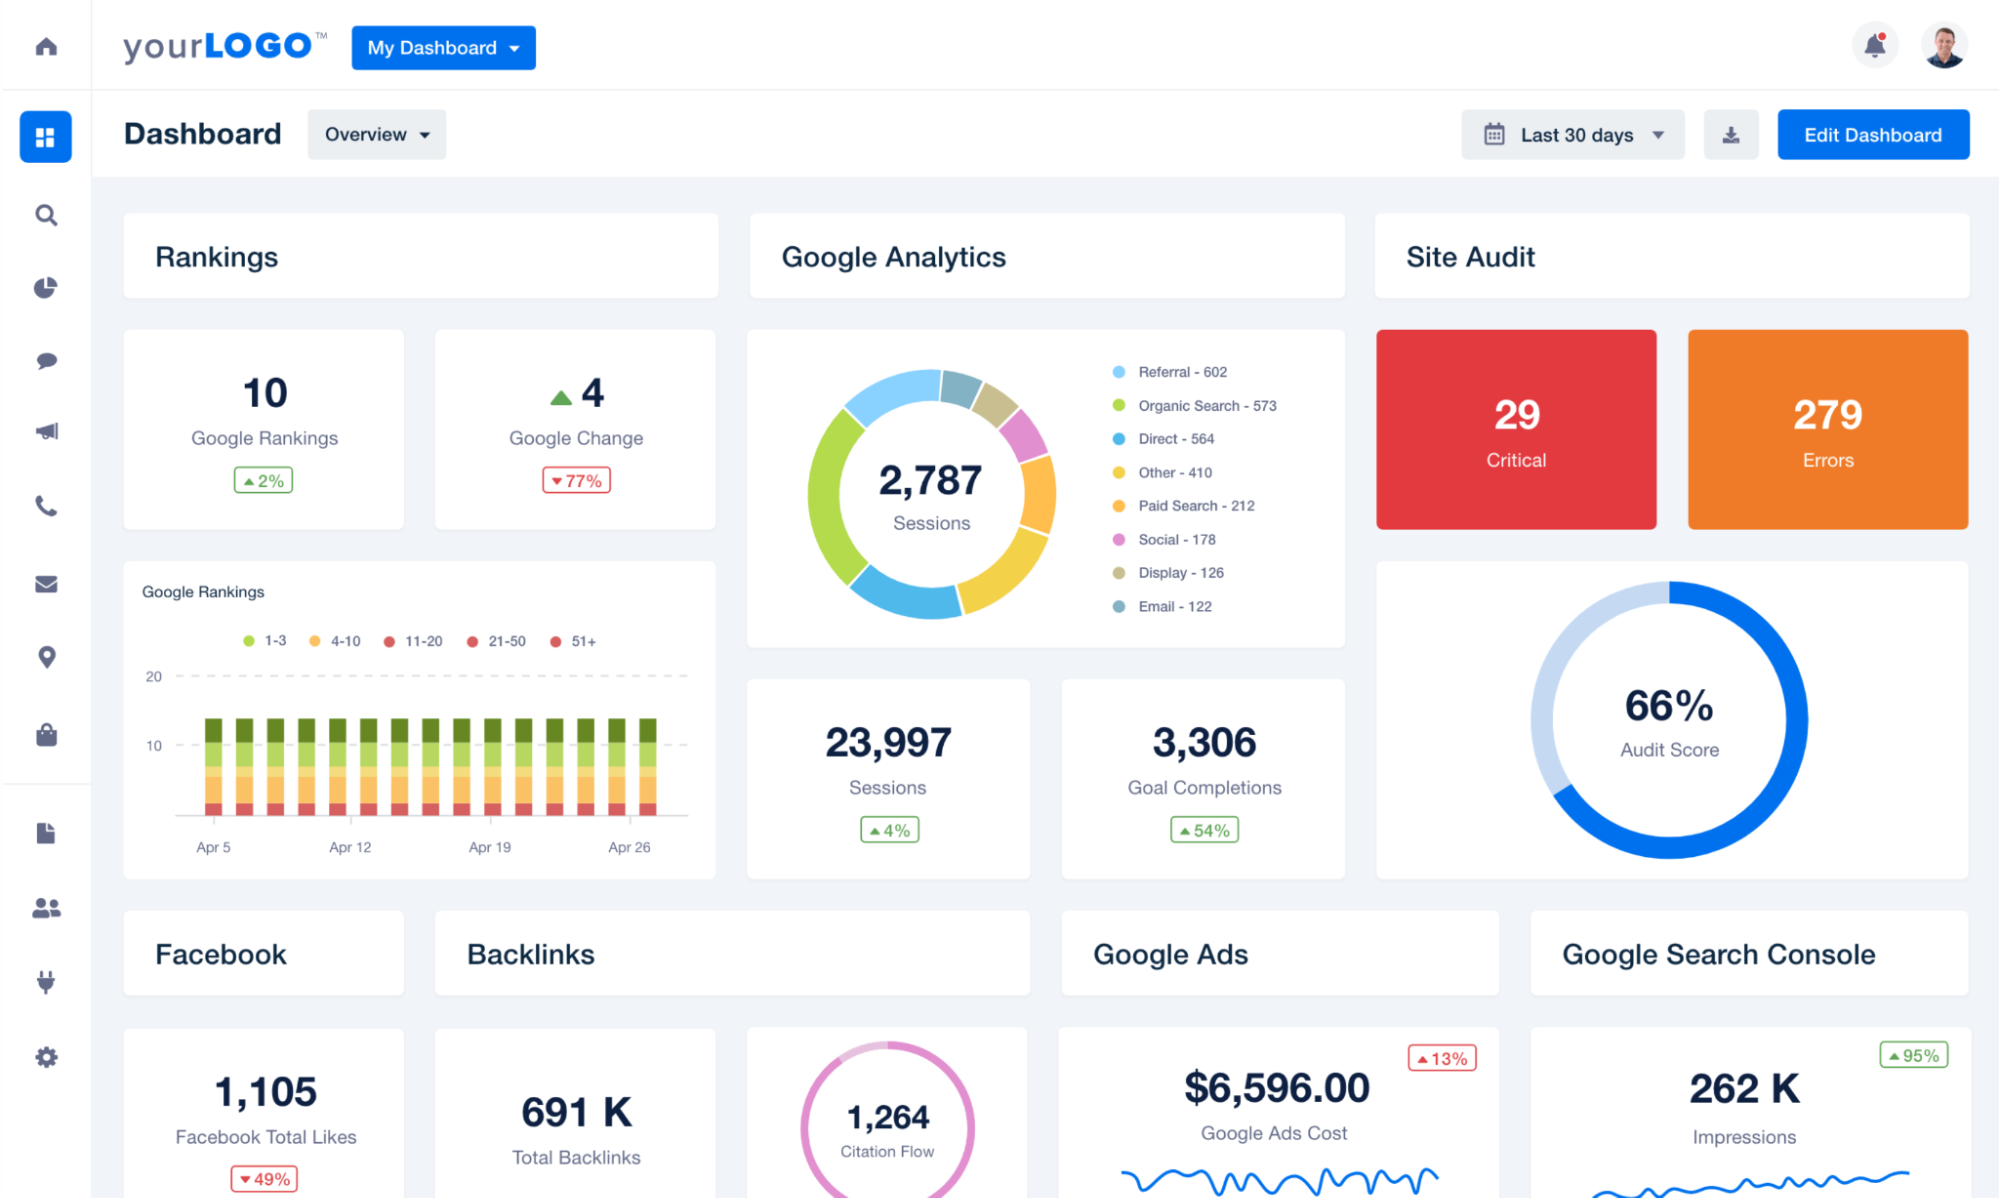 yourLOGO™
My Dashboard
Dashboard
Overview
Last 30 days
Edit Dashboard
Rankings
Google Analytics
Site Audit
10
Google Rankings
2%
4
Google Change
77%
2,787
Sessions
Referral - 602
Organic Search - 573
Direct - 564
Other - 410
Paid Search - 212
Social - 178
Display - 126
Email - 122
29
Critical
279
Errors
Google Rankings
1-3 4-10 11-20 21-50 51+
20
10
Apr 5 Apr 12 Apr 19 Apr 26
23,997
Sessions
4%
3,306
Goal Completions
54%
66%
Audit Score
Facebook
Backlinks
Google Ads
Google Search Console
1,105
Facebook Total Likes
49%
691 K
Total Backlinks
1,264
Citation Flow
13%
$6,596.00
Google Ads Cost
95%
262 K
Impressions